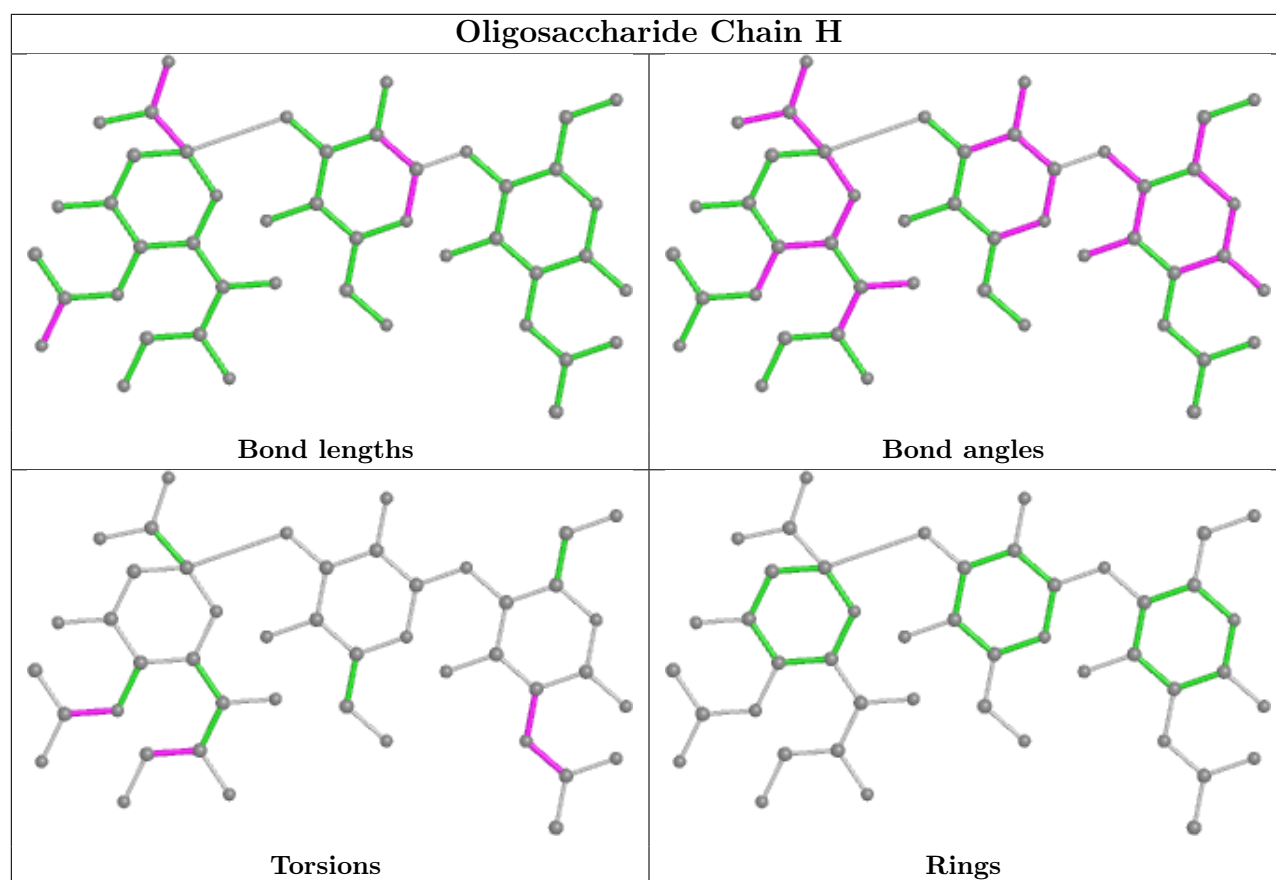 Oligosaccharide Chain H
Bond lengths
Bond angles
Torsions
Rings